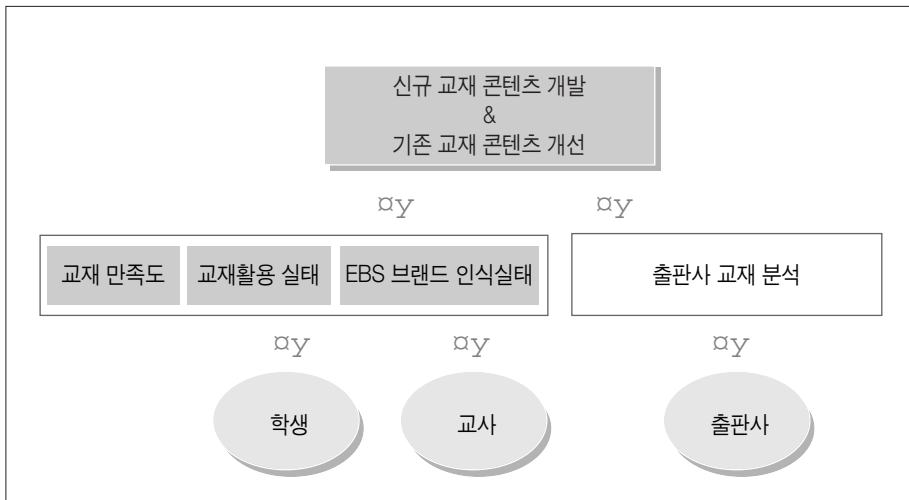 신규 교재 콘텐츠 개발
&
기존 교재 콘텐츠 개선
¤y ¤y
교재 만족도 교재활용 실태 EBS 브랜드 인식실태 출판사 교재 분석
¤y ¤y ¤y
학생 교사 출판사